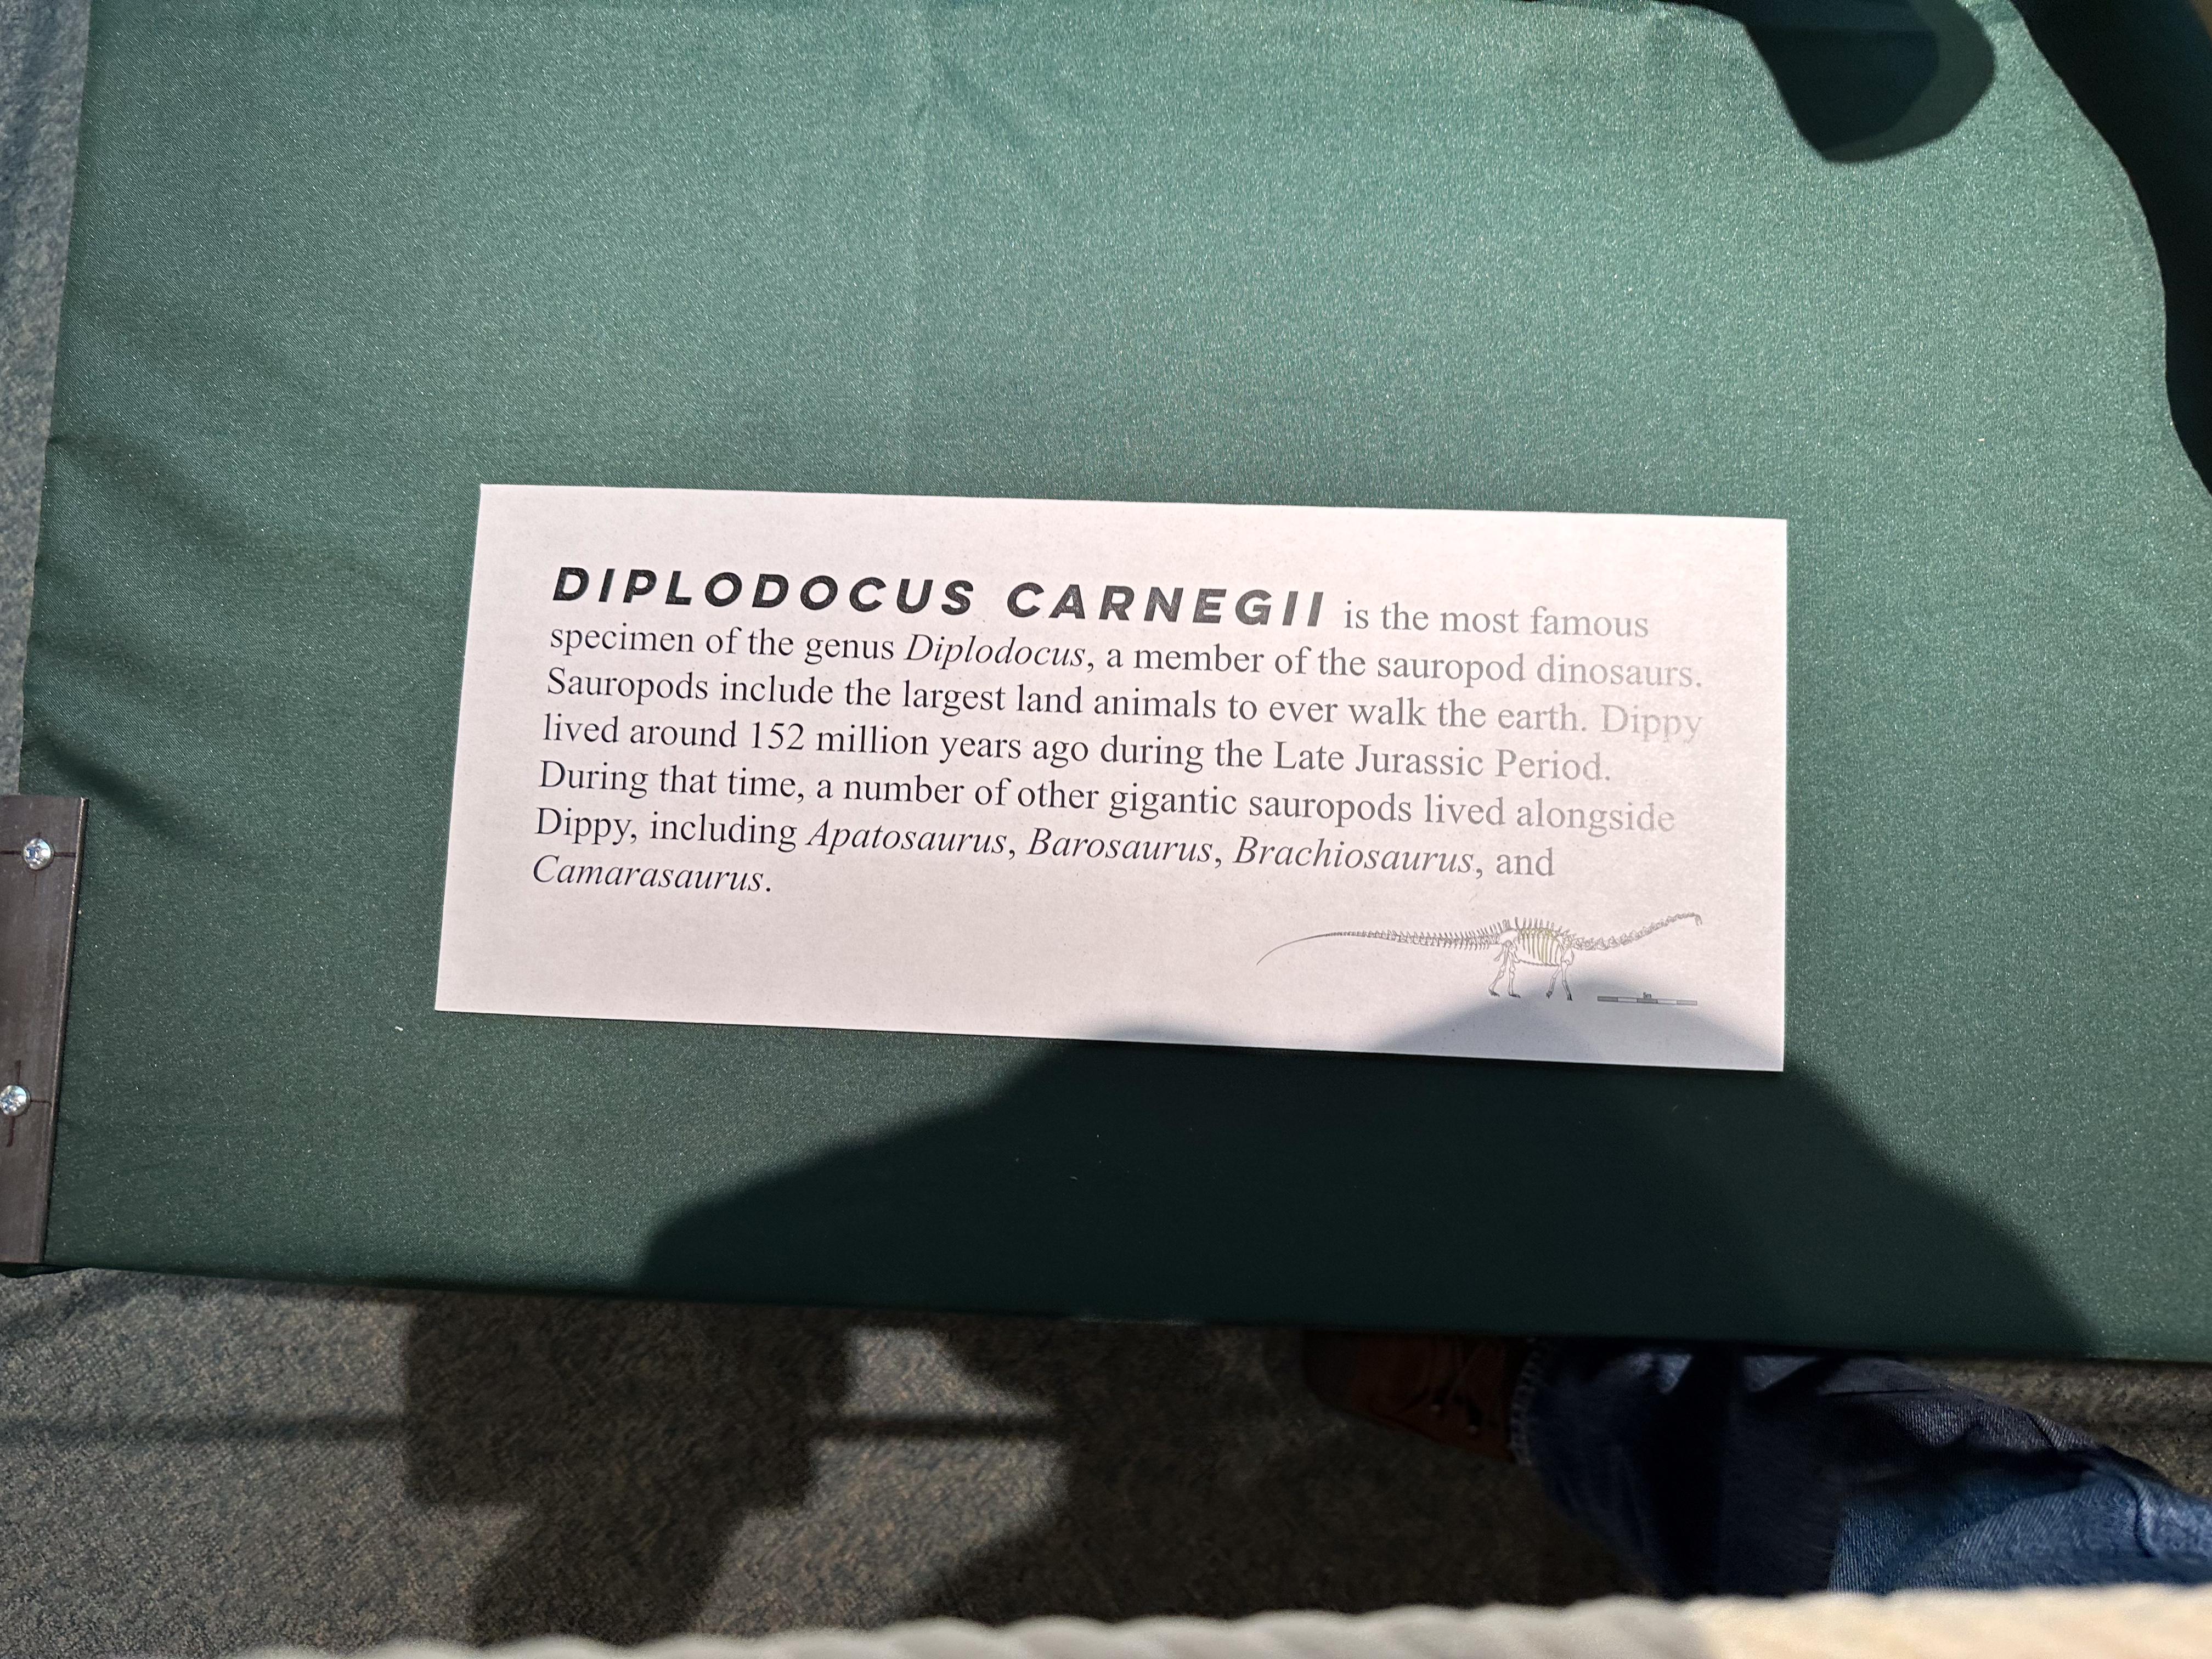 DIPLODOCUS CARNEGII is the most famous
specimen of the genus Diplodocus, a member of the sauropod dinosaurs.
Sauropods include the largest land animals to ever walk the earth. Dippy
lived around 152 million years ago during the Late Jurassic Period.
During that time, a number of other gigantic sauropods lived alongside
Dippy, including Apatosaurus, Barosaurus, Brachiosaurus, and
Camarasaurus.